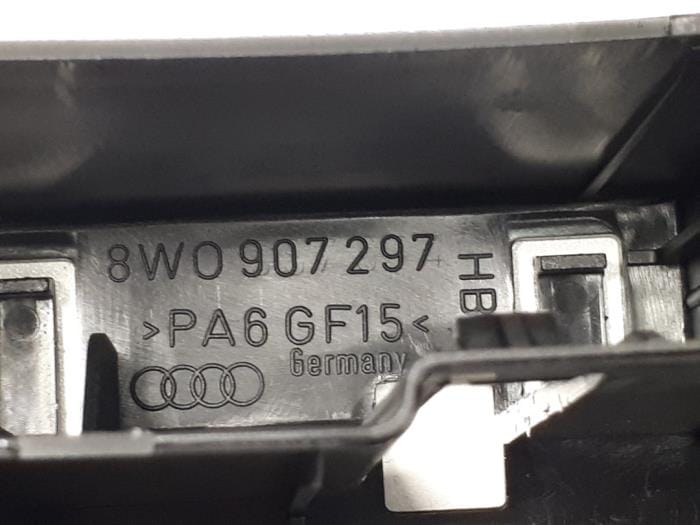 8W0 907 297
HB
>PA6 GF15<
Germany